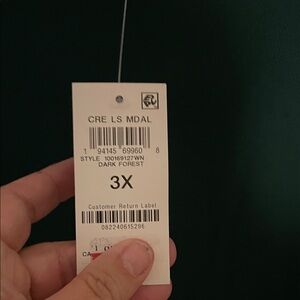 CRE LS MDAL
1 94145 69960 8
STYLE 100169127WN
DARK FOREST
3X
Customer Return Label
082240615296